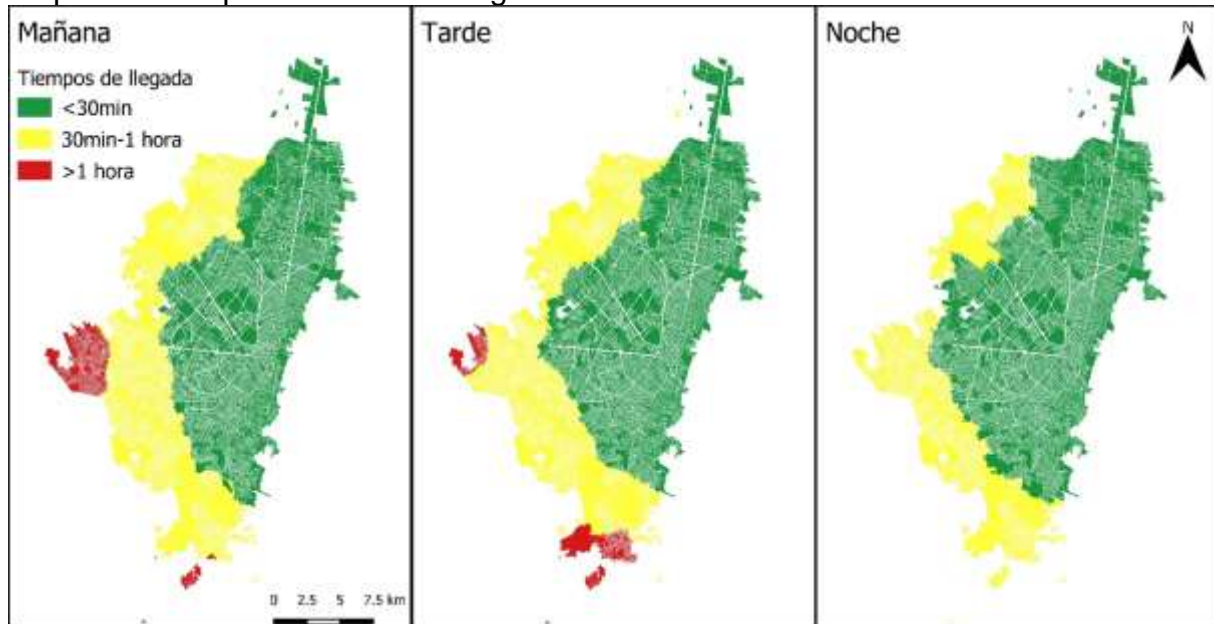 Mañana
Tiempos de llegada
<30min
30min-1 hora
>1 hora
0 2.5 5 7.5 km
Tarde
Noche
N